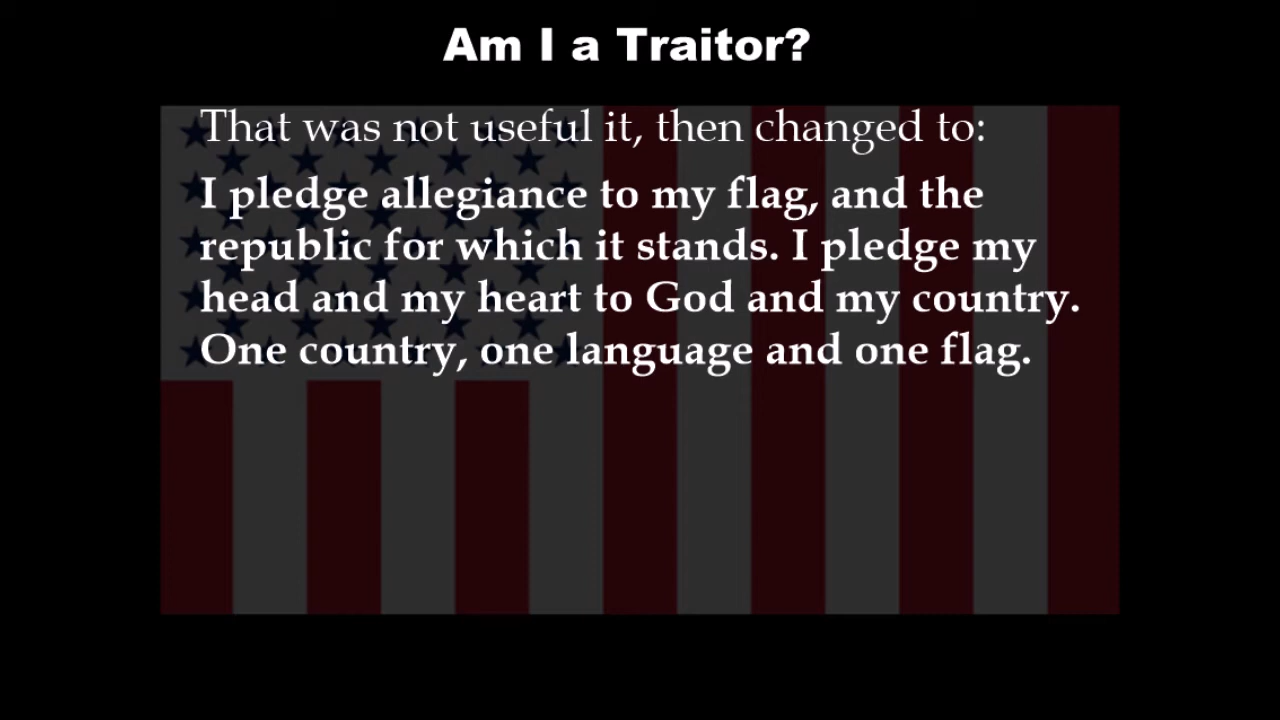 Am I a Traitor?
That was not useful it, then changed to:
I pledge allegiance to my flag, and the
republic for which it stands. I pledge my
head and my heart to God and my country.
One country, one language and one flag.